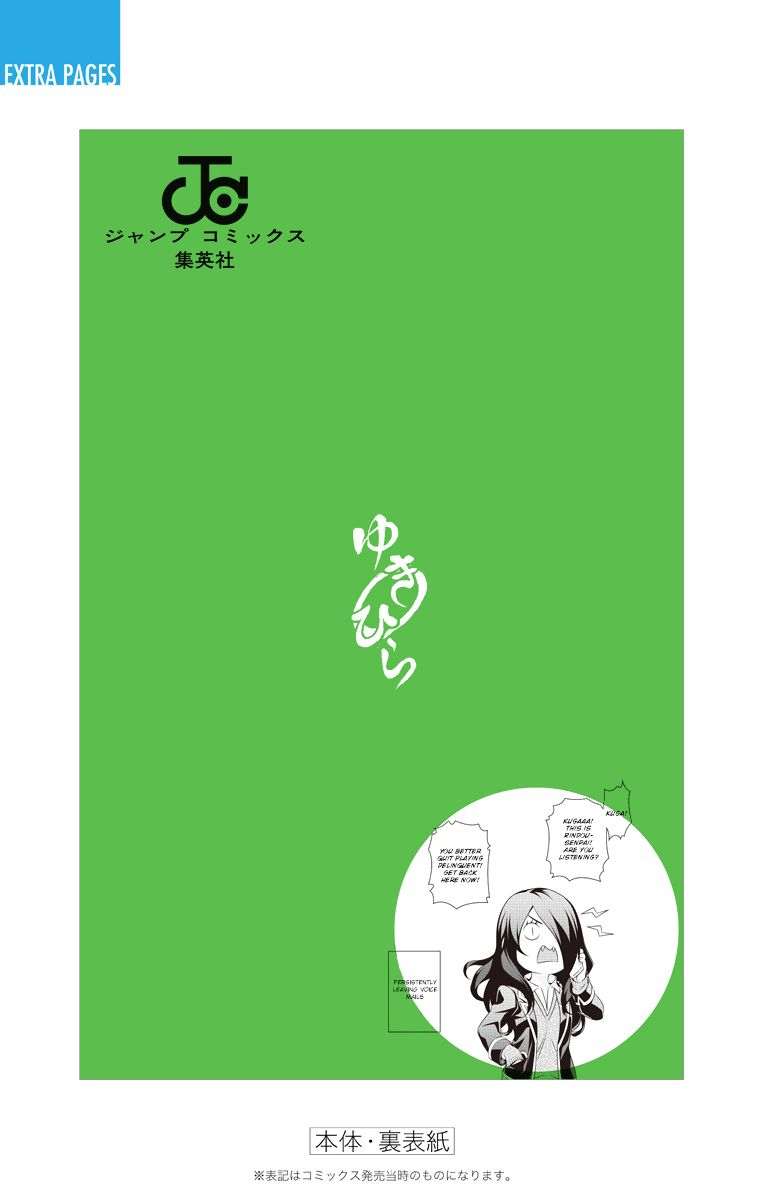 EXTRA PAGES
JC
ジャンプ コミックス
集英社
ゆきひら
KUGA!
KUGAAA!
THIS IS
RINDOU-
SENPAI!
ARE YOU
LISTENING?
YOU BETTER
QUIT PLAYING
DELINQUENT!
GET BACK
HERE NOW!
PERSISTENTLY
LEAVING VOICE
MAILS
本体・裏表紙
※表記はコミックス発売当時のものになります。